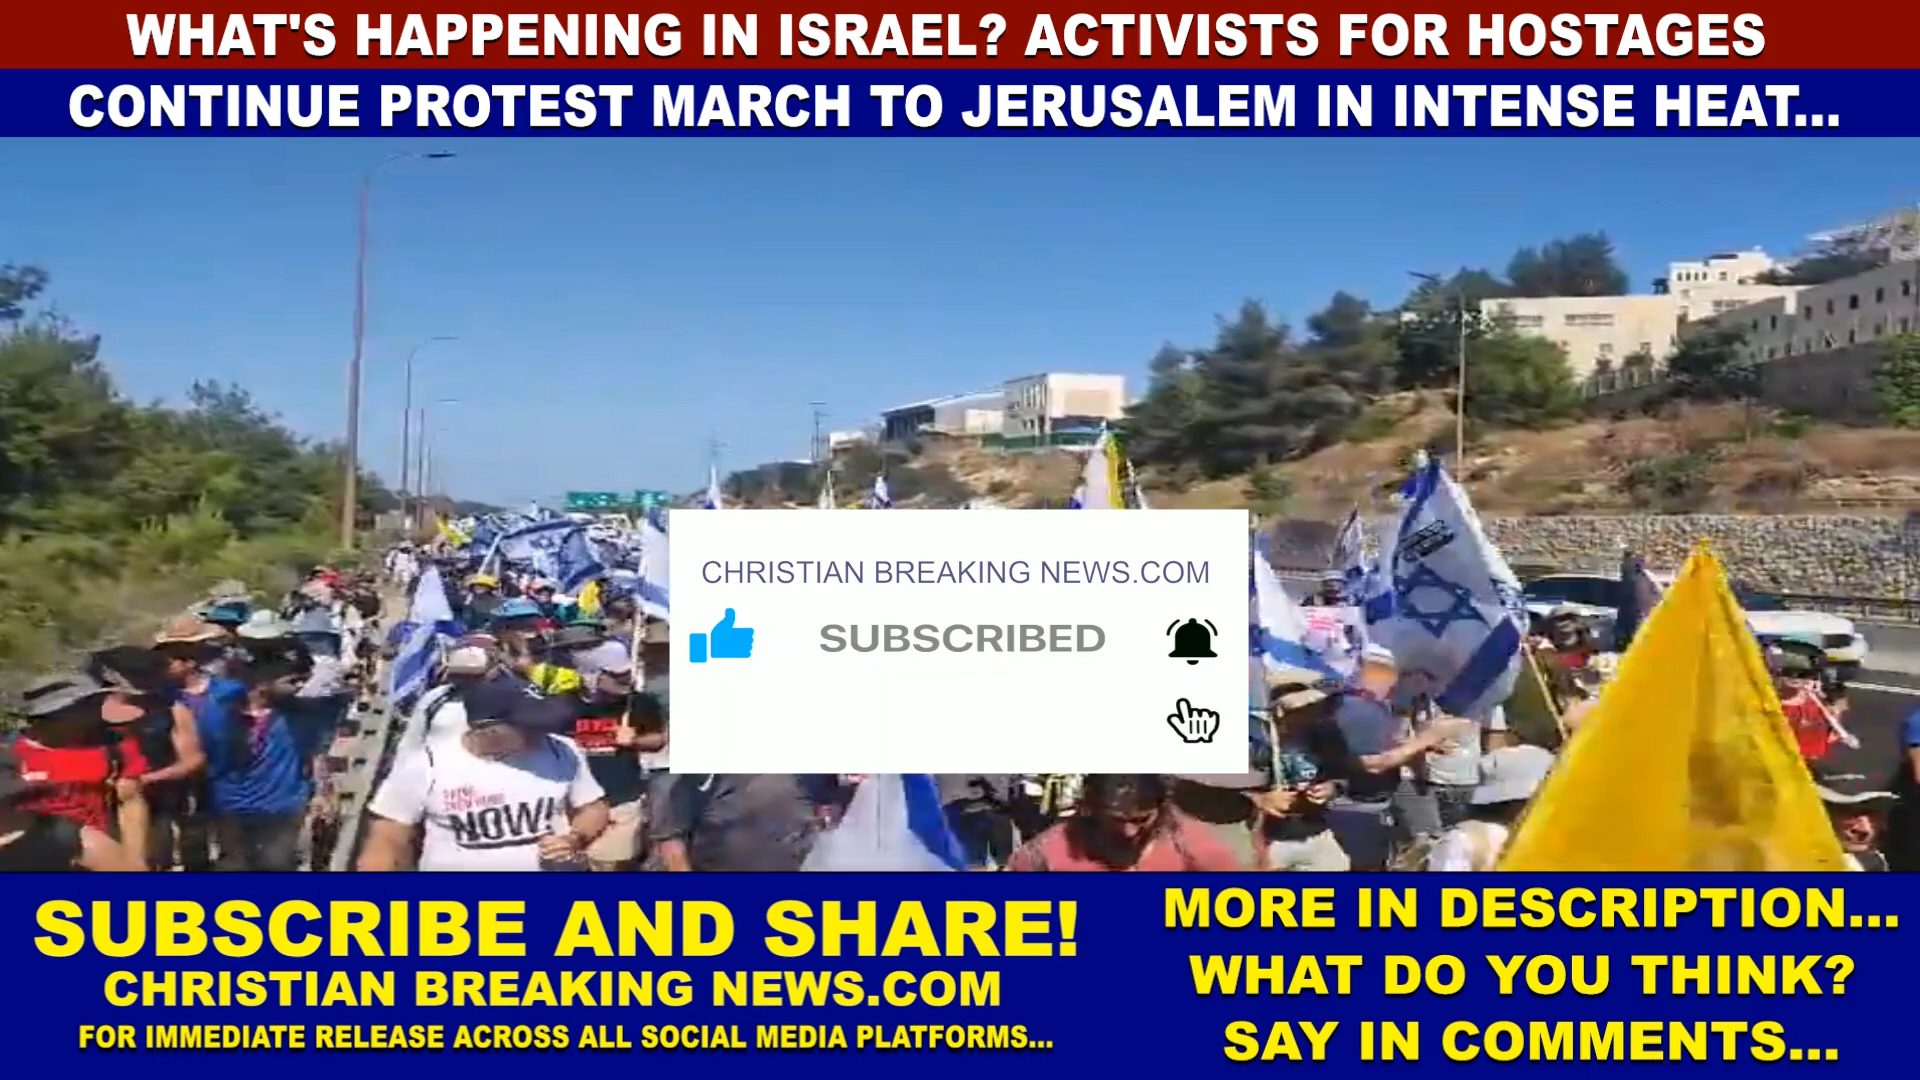 WHAT'S HAPPENING IN ISRAEL? ACTIVISTS FOR HOSTAGES
CONTINUE PROTEST MARCH TO JERUSALEM IN INTENSE HEAT...
CHRISTIAN BREAKING NEWS.COM
SUBSCRIBED
NOW!
SUBSCRIBE AND SHARE!
CHRISTIAN BREAKING NEWS.COM
FOR IMMEDIATE RELEASE ACROSS ALL SOCIAL MEDIA PLATFORMS...
MORE IN DESCRIPTION...
WHAT DO YOU THINK?
SAY IN COMMENTS...